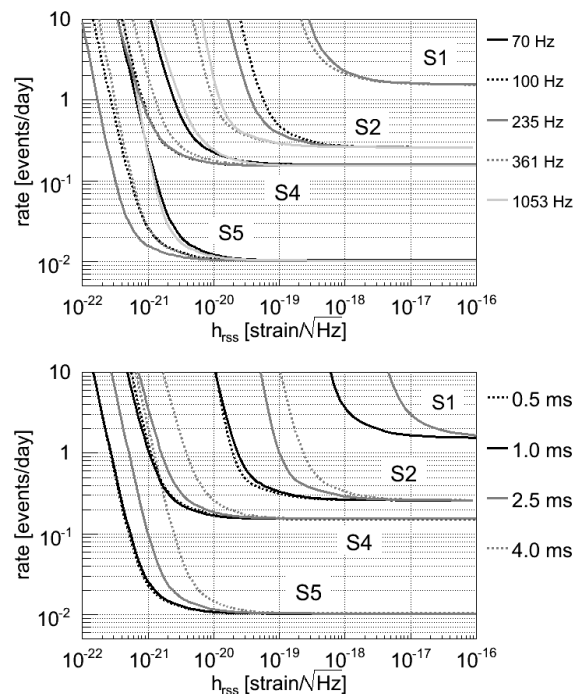 10
S1
1
S2
10⁻¹
S4
S5
10⁻²
rate [events/day]
10⁻²² 10⁻²¹ 10⁻²⁰ 10⁻¹⁹ 10⁻¹⁸ 10⁻¹⁷ 10⁻¹⁶
h_rss [strain/√Hz]
70 Hz
100 Hz
235 Hz
361 Hz
1053 Hz
10
S1
1
S2
10⁻¹
S4
S5
10⁻²
rate [events/day]
10⁻²² 10⁻²¹ 10⁻²⁰ 10⁻¹⁹ 10⁻¹⁸ 10⁻¹⁷ 10⁻¹⁶
h_rss [strain/√Hz]
0.5 ms
1.0 ms
2.5 ms
4.0 ms